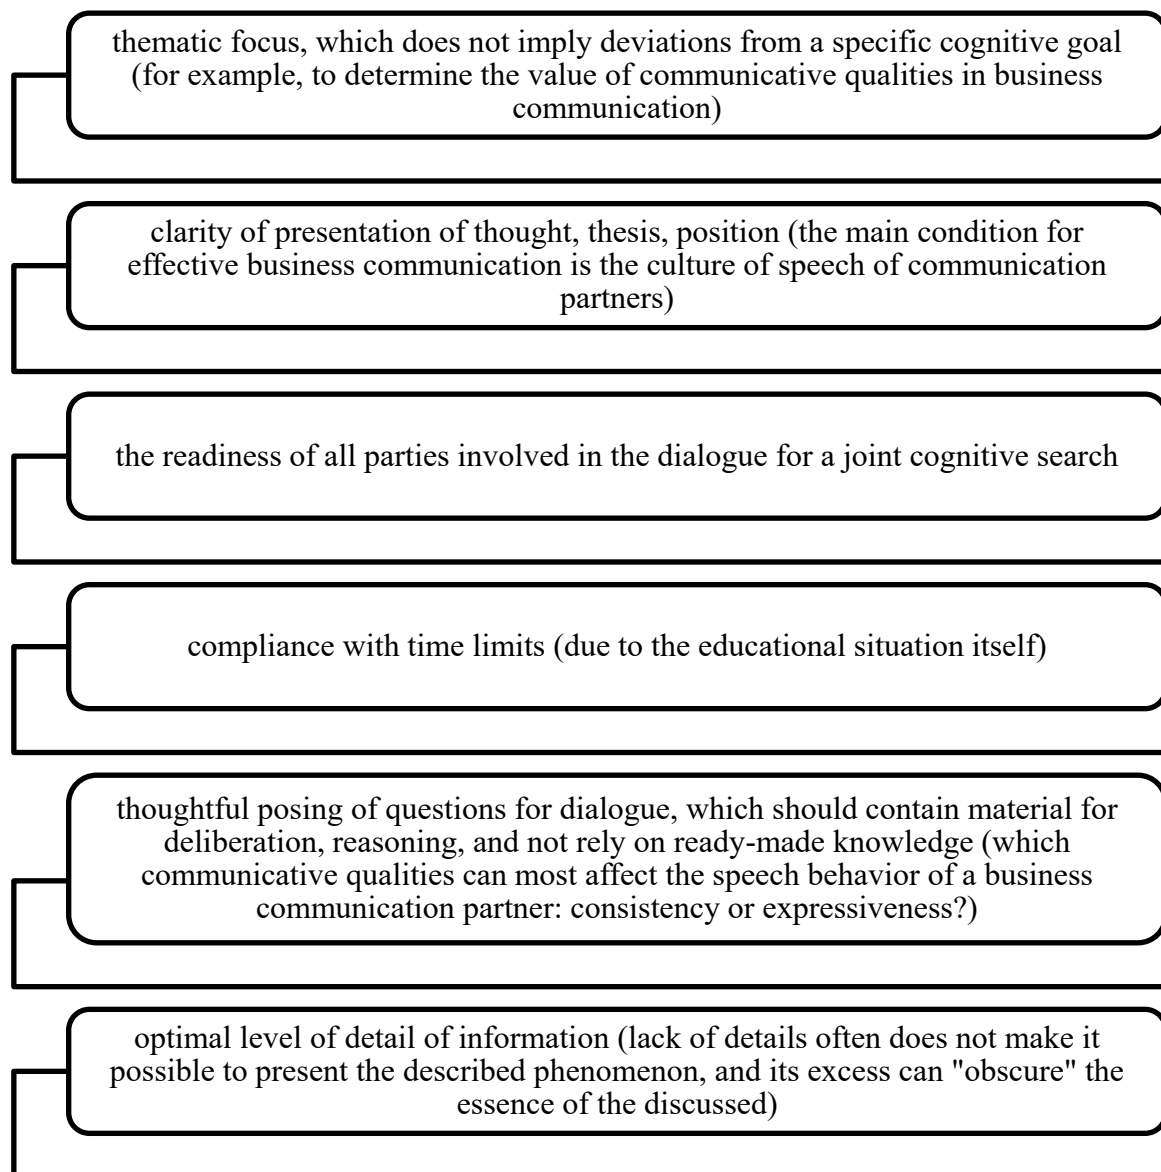 thematic focus, which does not imply deviations from a specific cognitive goal
(for example, to determine the value of communicative qualities in business
communication)
clarity of presentation of thought, thesis, position (the main condition for
effective business communication is the culture of speech of communication
partners)
the readiness of all parties involved in the dialogue for a joint cognitive search
compliance with time limits (due to the educational situation itself)
thoughtful posing of questions for dialogue, which should contain material for
deliberation, reasoning, and not rely on ready-made knowledge (which
communicative qualities can most affect the speech behavior of a business
communication partner: consistency or expressiveness?)
optimal level of detail of information (lack of details often does not make it
possible to present the described phenomenon, and its excess can "obscure" the
essence of the discussed)